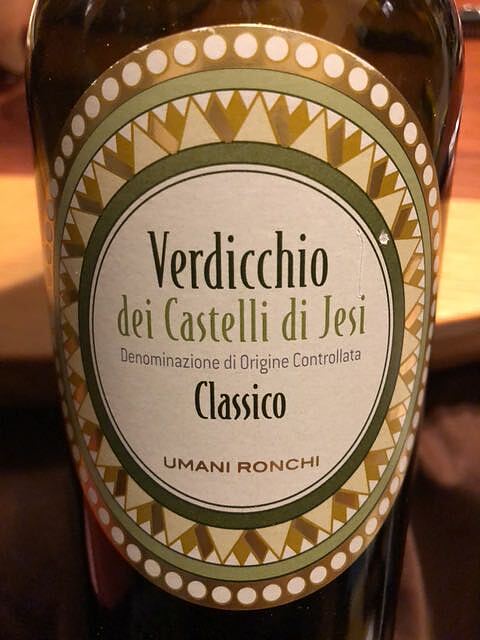 Verdicchio
dei Castelli di Jesi
Denominazione di Origine Controllata
Classico
UMANI RONCHI